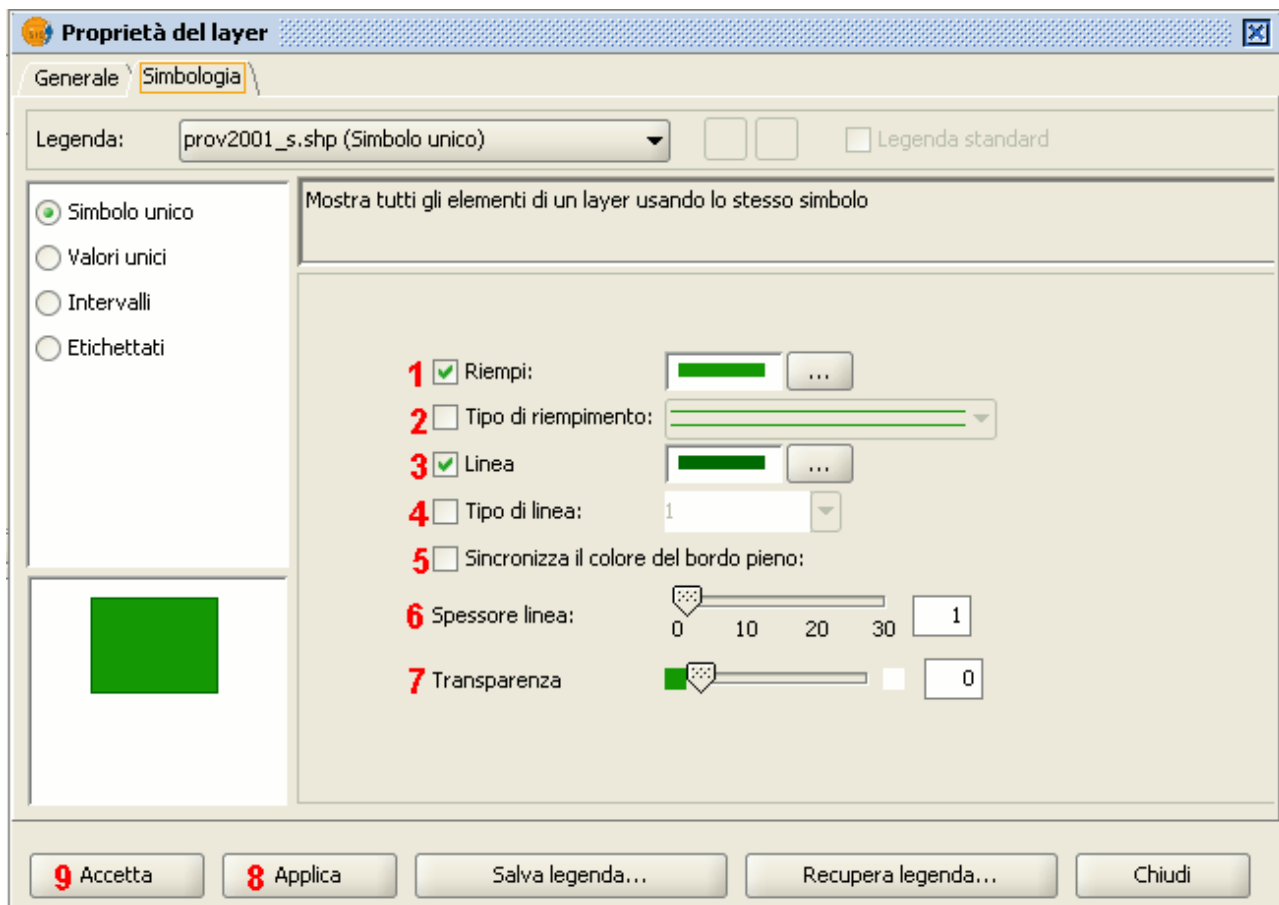 Proprietà del layer
Generale Simbologia
Legenda: prov2001_s.shp (Simbolo unico) Legenda standard
Simbolo unico
Valori unici
Intervalli
Etichettati
Mostra tutti gli elementi di un layer usando lo stesso simbolo
1 Riempi: ...
2 Tipo di riempimento:
3 Linea ...
4 Tipo di linea: 1
5 Sincronizza il colore del bordo pieno:
6 Spessore linea: 0 10 20 30 1
7 Transparenza 0
9 Accetta 8 Applica Salva legenda... Recupera legenda... Chiudi